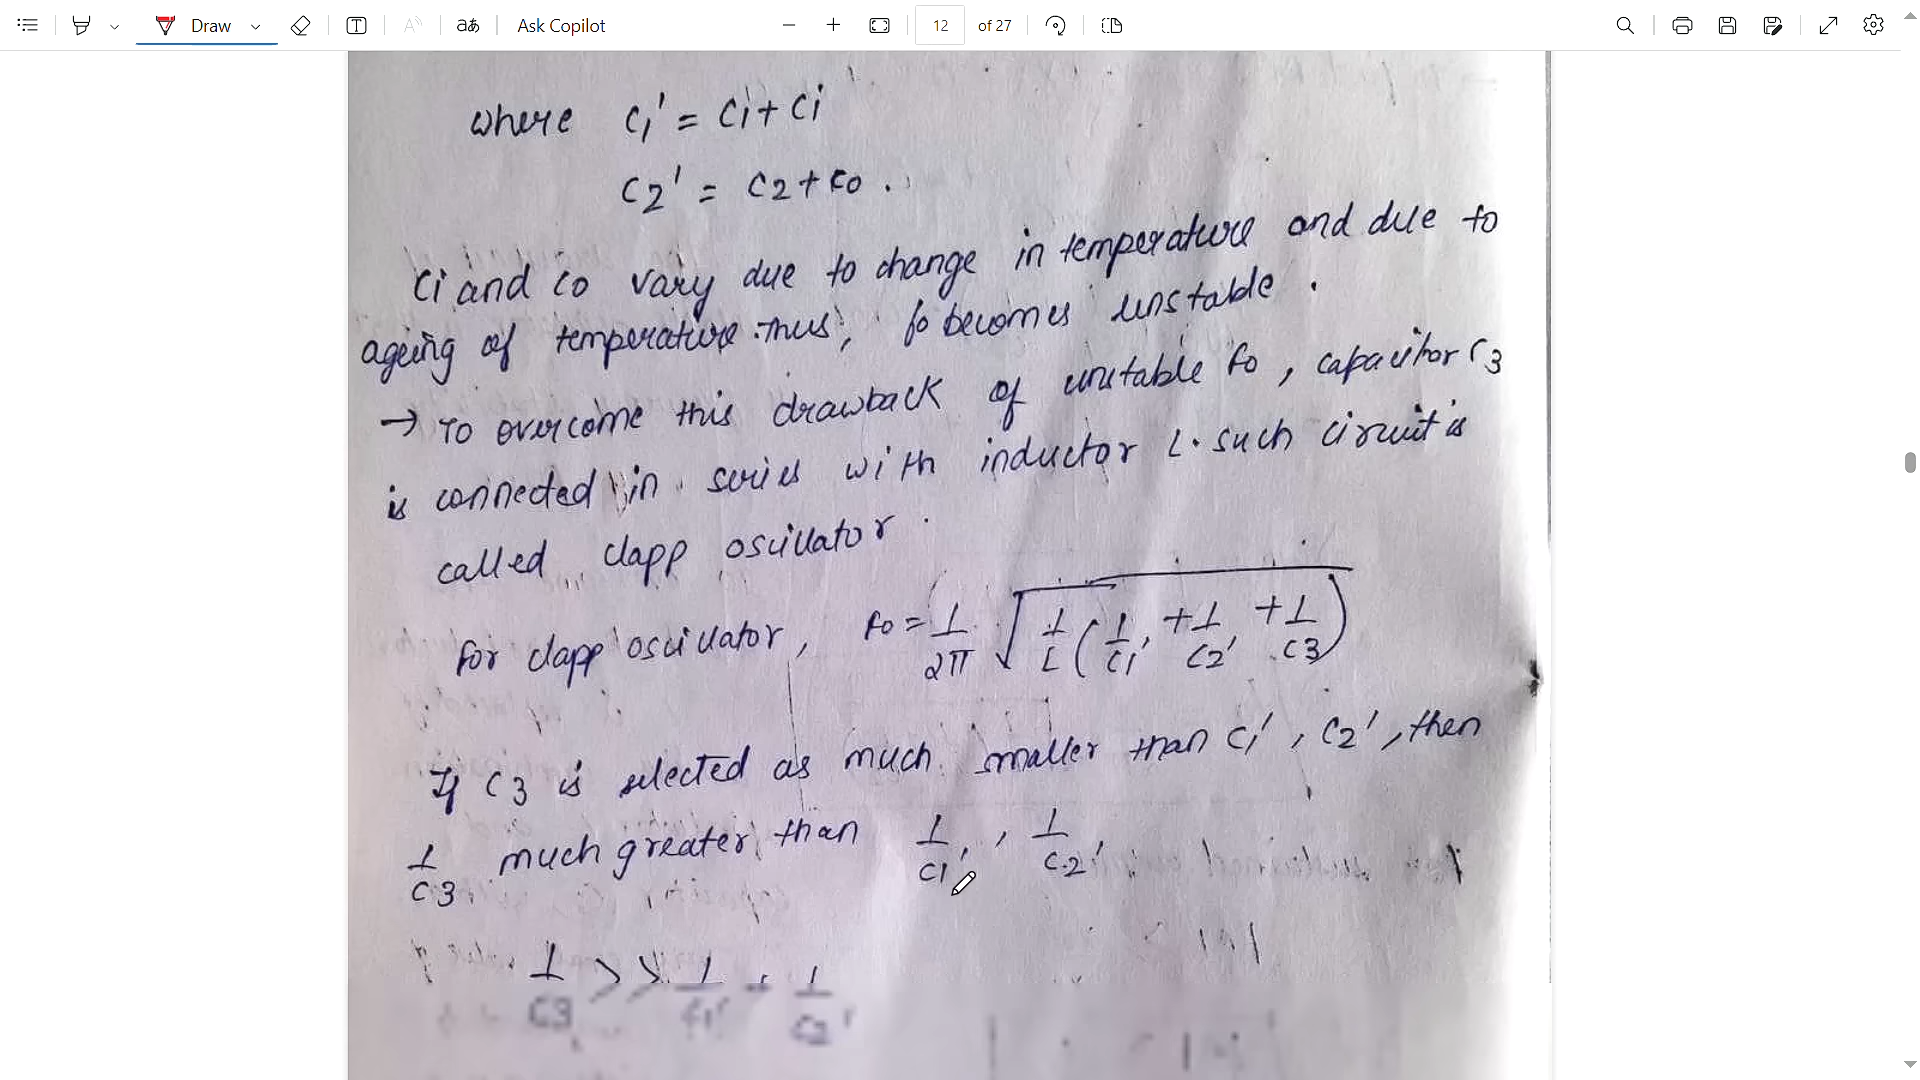 Draw
Ask Copilot
12 of 27
where C1' = Ci + Ci
C2' = C2 + Co .
Ci and Co vary due to change in temperature and due to
ageing of temperature. Thus, fo becomes unstable .
→ To overcome this drawback of unstable fo , capacitor C3
is connected in series with inductor L. such circuit is
called clapp oscillator .
For clapp oscillator , fo = 1/2π √(1/L (1/C1' + 1/C2' + 1/C3))
If C3 is selected as much smaller than C1' , C2' , then
1/C3 much greater than 1/C1' , 1/C2'
1/C3 >> 1/C1' + 1/C2'